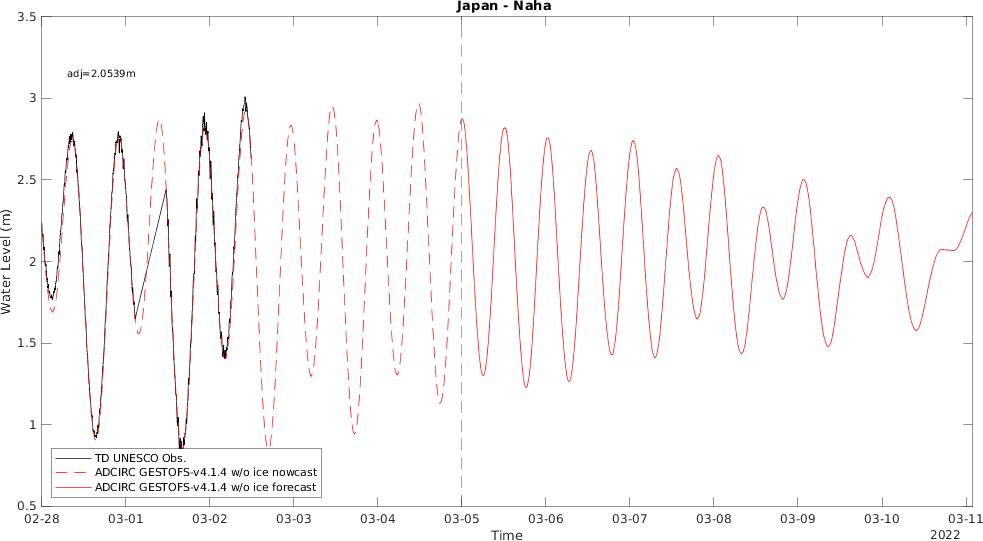 Japan - Naha
3.5
adj=2.0539m
3
2.5
2
1.5
1
0.5
Water Level (m)
TD UNESCO Obs.
ADCIRC GESTOFS-v4.1.4 w/o ice nowcast
ADCIRC GESTOFS-v4.1.4 w/o ice forecast
02-28 03-01 03-02 03-03 03-04 03-05 03-06 03-07 03-08 03-09 03-10 03-11
Time
2022